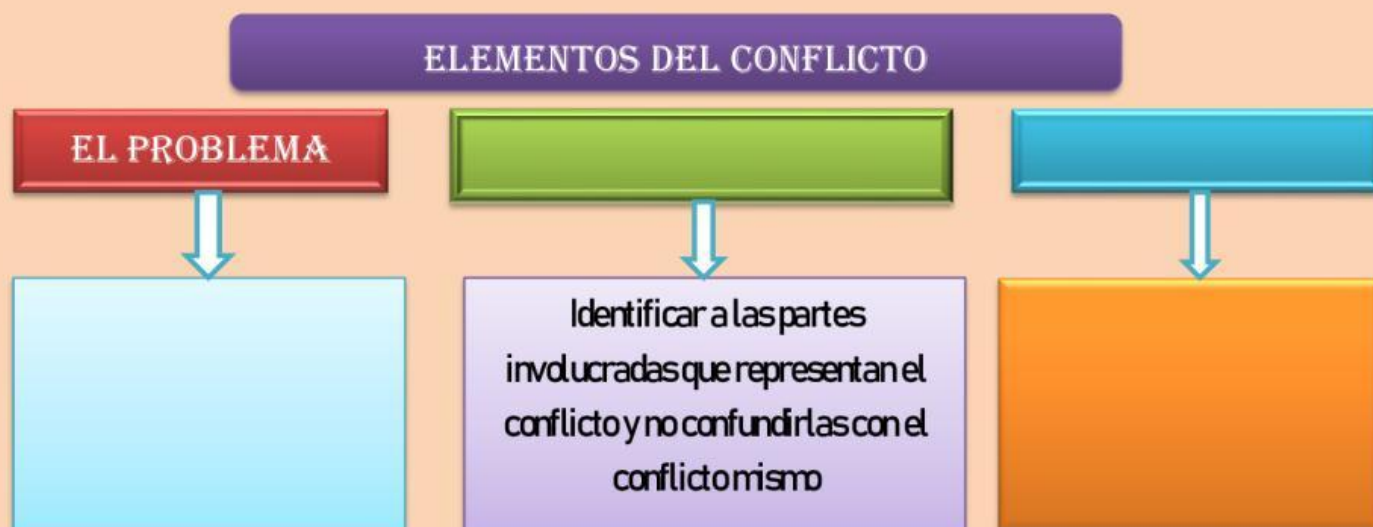 ELEMENTOS DEL CONFLICTO
EL PROBLEMA
Identificar a las partes
involucradas que representan el
conflicto y no confundirlas con el
conflicto mismo